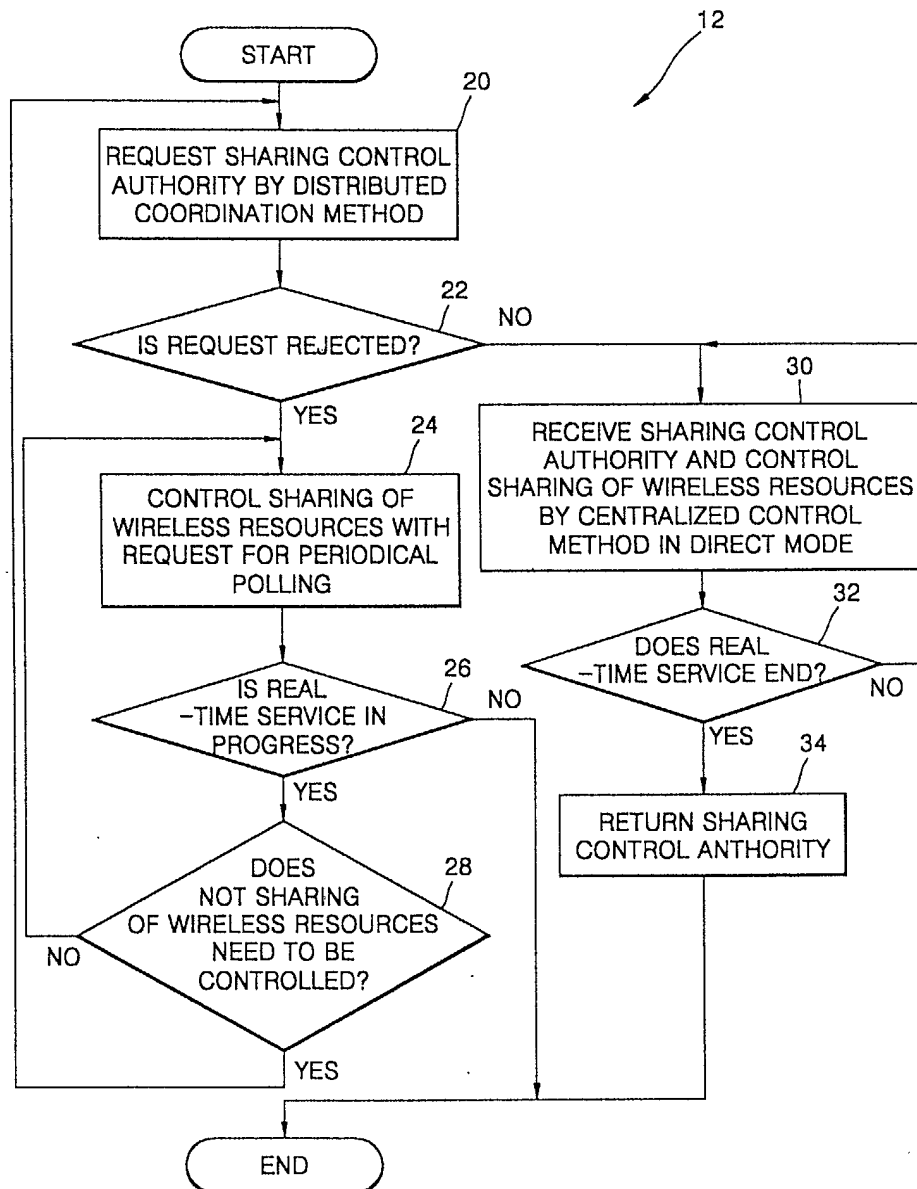 12
START
20
REQUEST SHARING CONTROL
AUTHORITY BY DISTRIBUTED
COORDINATION METHOD
22
NO
IS REQUEST REJECTED?
YES
30
RECEIVE SHARING CONTROL
AUTHORITY AND CONTROL
SHARING OF WIRELESS RESOURCES
BY CENTRALIZED CONTROL
METHOD IN DIRECT MODE
24
CONTROL SHARING OF
WIRELESS RESOURCES WITH
REQUEST FOR PERIODICAL
POLLING
32
DOES REAL
–TIME SERVICE END?
NO
YES
26
IS REAL
–TIME SERVICE IN
PROGRESS?
NO
YES
34
RETURN SHARING
CONTROL ANTHORITY
28
DOES
NOT SHARING
OF WIRELESS RESOURCES
NEED TO BE
CONTROLLED?
NO
YES
END